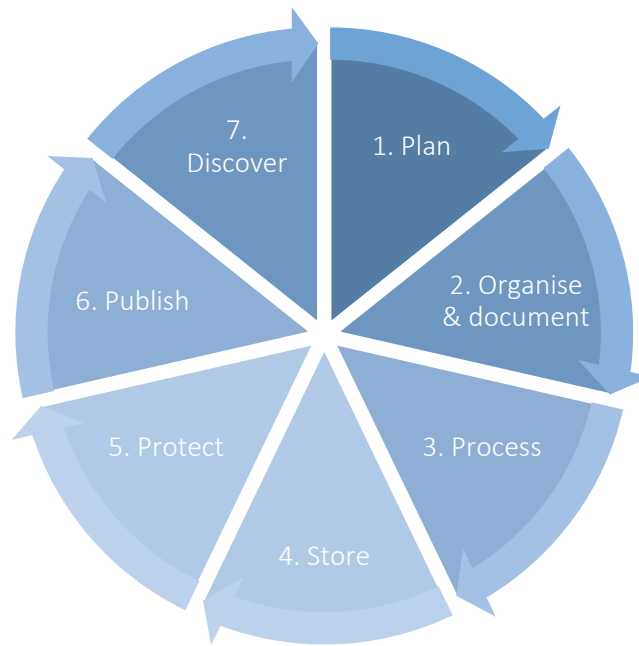 1. Plan
2. Organise
& document
3. Process
4. Store
5. Protect
6. Publish
7.
Discover